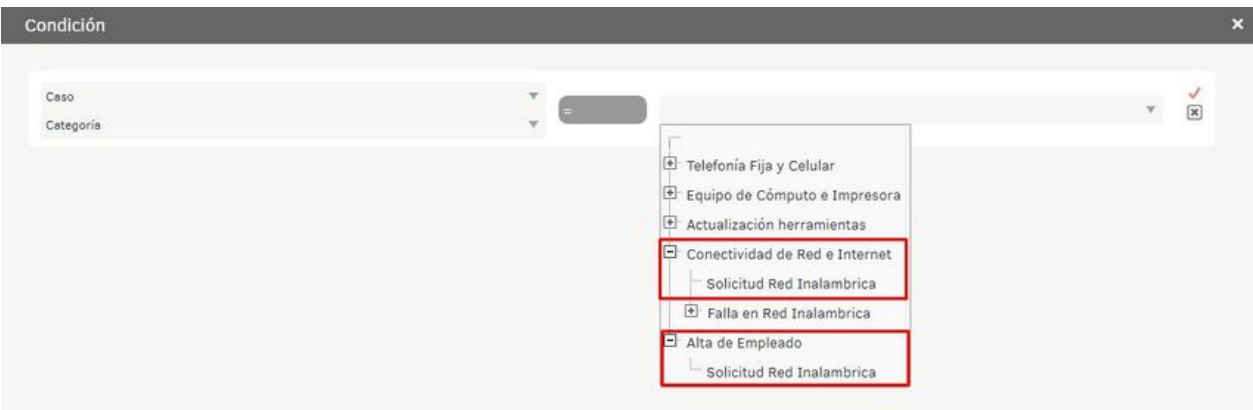 Condición
Caso
Categoría
=
Telefonía Fija y Celular
Equipo de Cómputo e Impresora
Actualización herramientas
Conectividad de Red e Internet
Solicitud Red Inalambrica
Falla en Red Inalambrica
Alta de Empleado
Solicitud Red Inalambrica